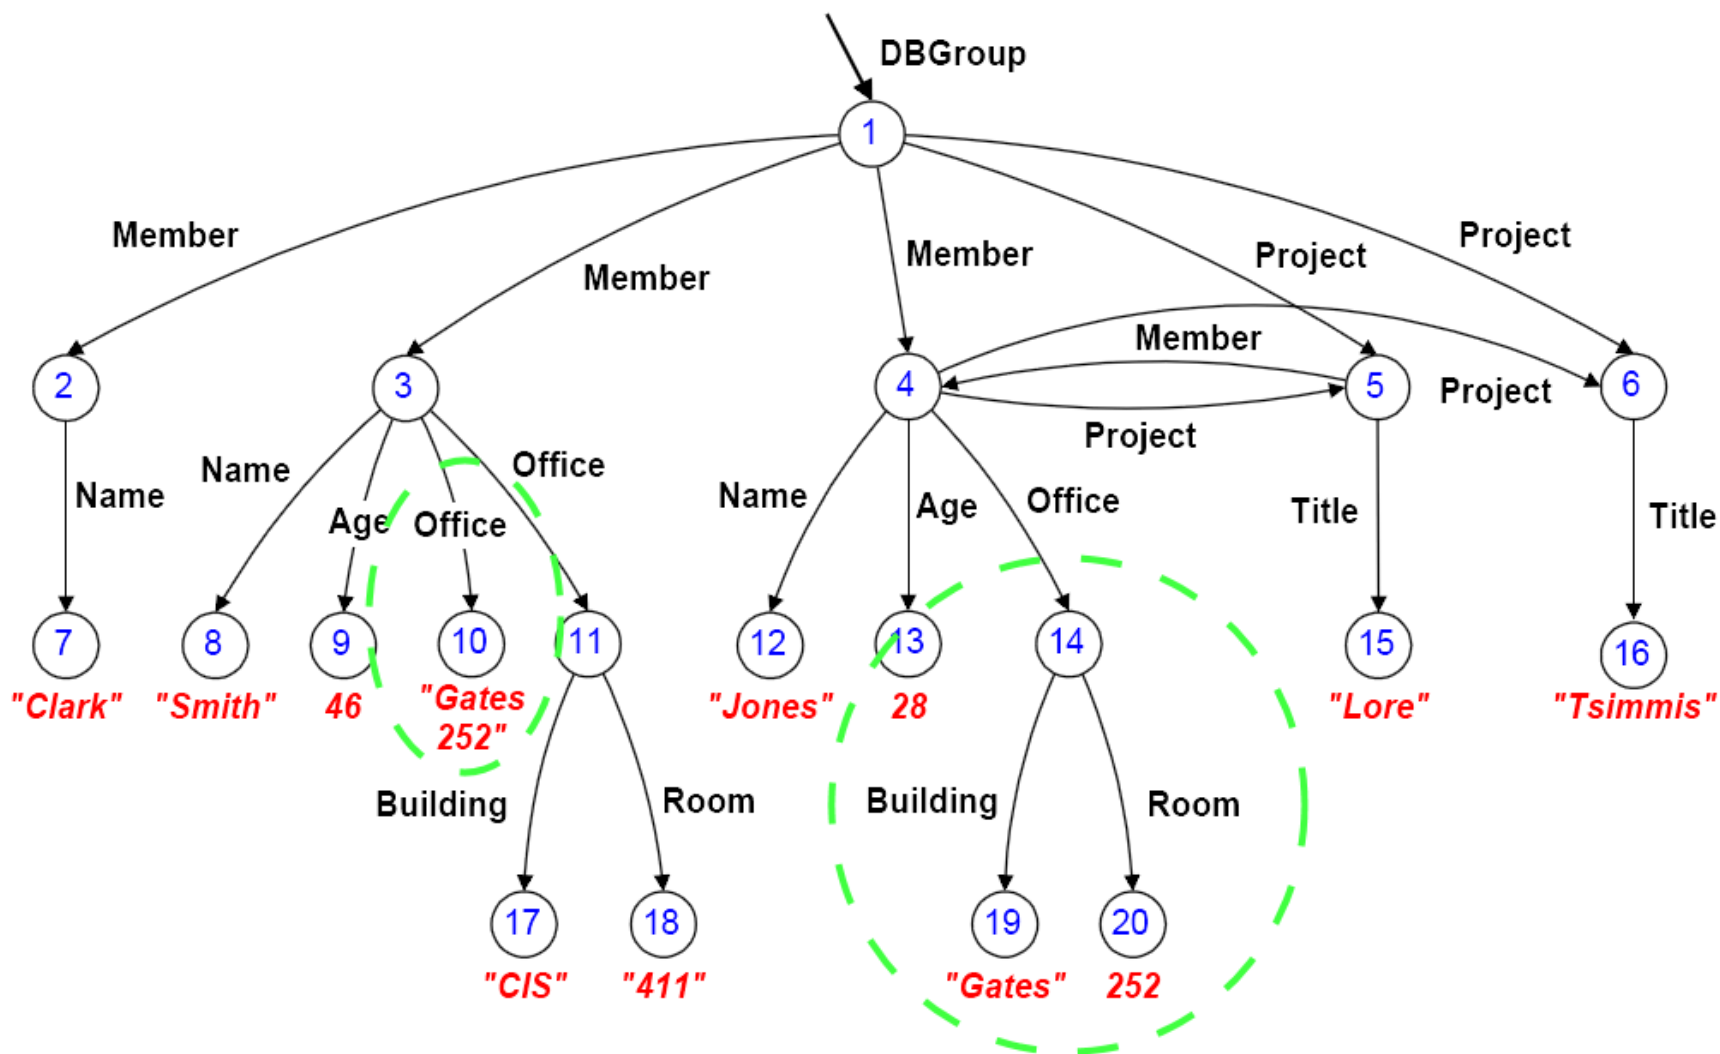 DBGroup
1
Member
Member
Member
Project
Project
Member
2
3
4
5
6
Project
Project
Name
Name
Age
Office
Office
Name
Age
Office
Title
Title
7
8
9
10
11
12
13
14
15
16
"Clark"
"Smith"
46
"Gates
252"
"Jones"
28
"Lore"
"Tsimmis"
Building
Room
Building
Room
17
18
19
20
"CIS"
"411"
"Gates"
252